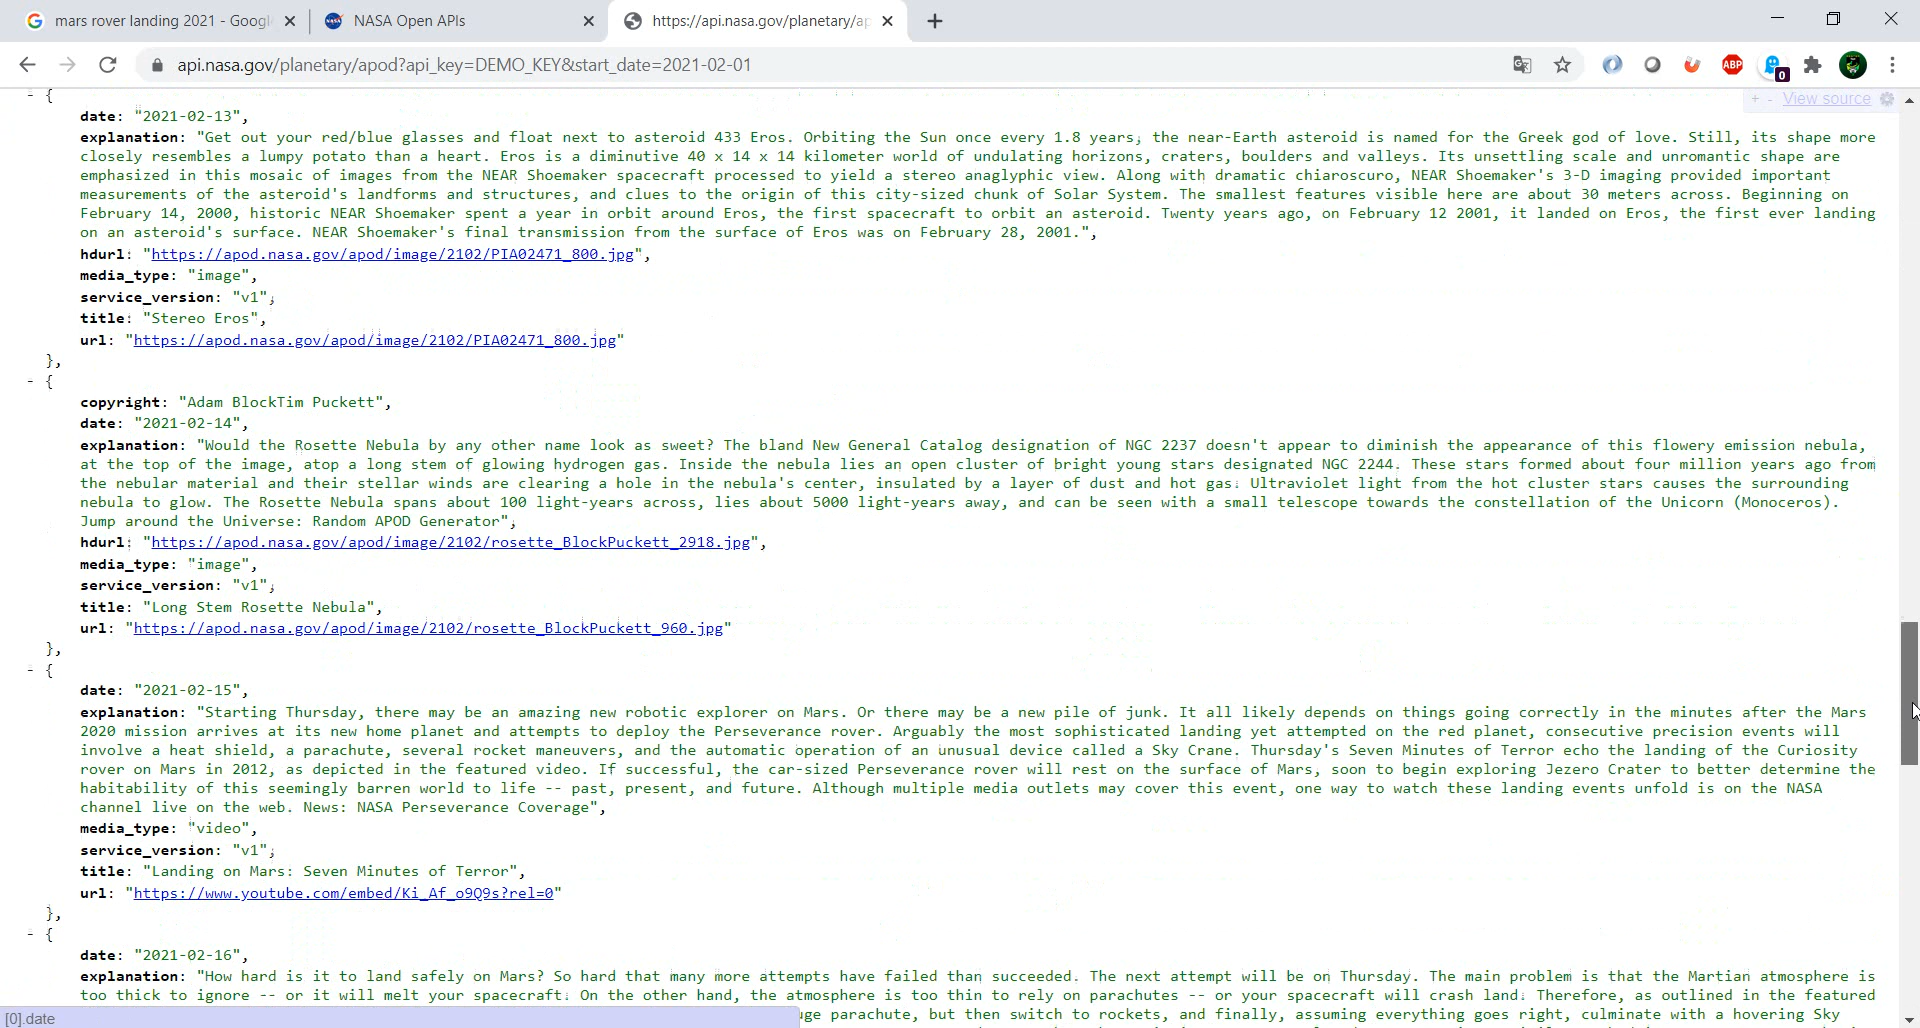 mars rover landing 2021 - Googl
NASA Open APIs
https://api.nasa.gov/planetary/ap
api.nasa.gov/planetary/apod?api_key=DEMO_KEY&start_date=2021-02-01
ABP
0
+ - View source
- {
date: "2021-02-13",
explanation: "Get out your red/blue glasses and float next to asteroid 433 Eros. Orbiting the Sun once every 1.8 years, the near-Earth asteroid is named for the Greek god of love. Still, its shape more
closely resembles a lumpy potato than a heart. Eros is a diminutive 40 x 14 x 14 kilometer world of undulating horizons, craters, boulders and valleys. Its unsettling scale and unromantic shape are
emphasized in this mosaic of images from the NEAR Shoemaker spacecraft processed to yield a stereo anaglyphic view. Along with dramatic chiaroscuro, NEAR Shoemaker's 3-D imaging provided important
measurements of the asteroid's landforms and structures, and clues to the origin of this city-sized chunk of Solar System. The smallest features visible here are about 30 meters across. Beginning on
February 14, 2000, historic NEAR Shoemaker spent a year in orbit around Eros, the first spacecraft to orbit an asteroid. Twenty years ago, on February 12 2001, it landed on Eros, the first ever landing
on an asteroid's surface. NEAR Shoemaker's final transmission from the surface of Eros was on February 28, 2001.",
hdurl: "https://apod.nasa.gov/apod/image/2102/PIA02471_800.jpg",
media_type: "image",
service_version: "v1",
title: "Stereo Eros",
url: "https://apod.nasa.gov/apod/image/2102/PIA02471_800.jpg"
},
- {
copyright: "Adam BlockTim Puckett",
date: "2021-02-14",
explanation: "Would the Rosette Nebula by any other name look as sweet? The bland New General Catalog designation of NGC 2237 doesn't appear to diminish the appearance of this flowery emission nebula,
at the top of the image, atop a long stem of glowing hydrogen gas. Inside the nebula lies an open cluster of bright young stars designated NGC 2244. These stars formed about four million years ago from
the nebular material and their stellar winds are clearing a hole in the nebula's center, insulated by a layer of dust and hot gas. Ultraviolet light from the hot cluster stars causes the surrounding
nebula to glow. The Rosette Nebula spans about 100 light-years across, lies about 5000 light-years away, and can be seen with a small telescope towards the constellation of the Unicorn (Monoceros).
Jump around the Universe: Random APOD Generator",
hdurl: "https://apod.nasa.gov/apod/image/2102/rosette_BlockPuckett_2918.jpg",
media_type: "image",
service_version: "v1",
title: "Long Stem Rosette Nebula",
url: "https://apod.nasa.gov/apod/image/2102/rosette_BlockPuckett_960.jpg"
},
- {
date: "2021-02-15",
explanation: "Starting Thursday, there may be an amazing new robotic explorer on Mars. Or there may be a new pile of junk. It all likely depends on things going correctly in the minutes after the Mars
2020 mission arrives at its new home planet and attempts to deploy the Perseverance rover. Arguably the most sophisticated landing yet attempted on the red planet, consecutive precision events will
involve a heat shield, a parachute, several rocket maneuvers, and the automatic operation of an unusual device called a Sky Crane. Thursday's Seven Minutes of Terror echo the landing of the Curiosity
rover on Mars in 2012, as depicted in the featured video. If successful, the car-sized Perseverance rover will rest on the surface of Mars, soon to begin exploring Jezero Crater to better determine the
habitability of this seemingly barren world to life -- past, present, and future. Although multiple media outlets may cover this event, one way to watch these landing events unfold is on the NASA
channel live on the web. News: NASA Perseverance Coverage",
media_type: "video",
service_version: "v1",
title: "Landing on Mars: Seven Minutes of Terror",
url: "https://www.youtube.com/embed/Ki_Af_o9Q9s?rel=0"
},
- {
date: "2021-02-16",
explanation: "How hard is it to land safely on Mars? So hard that many more attempts have failed than succeeded. The next attempt will be on Thursday. The main problem is that the Martian atmosphere is
too thick to ignore -- or it will melt your spacecraft. On the other hand, the atmosphere is too thin to rely on parachutes -- or your spacecraft will crash land. Therefore, as outlined in the featured
uge parachute, but then switch to rockets, and finally, assuming everything goes right, culminate with a hovering Sky
[0].date